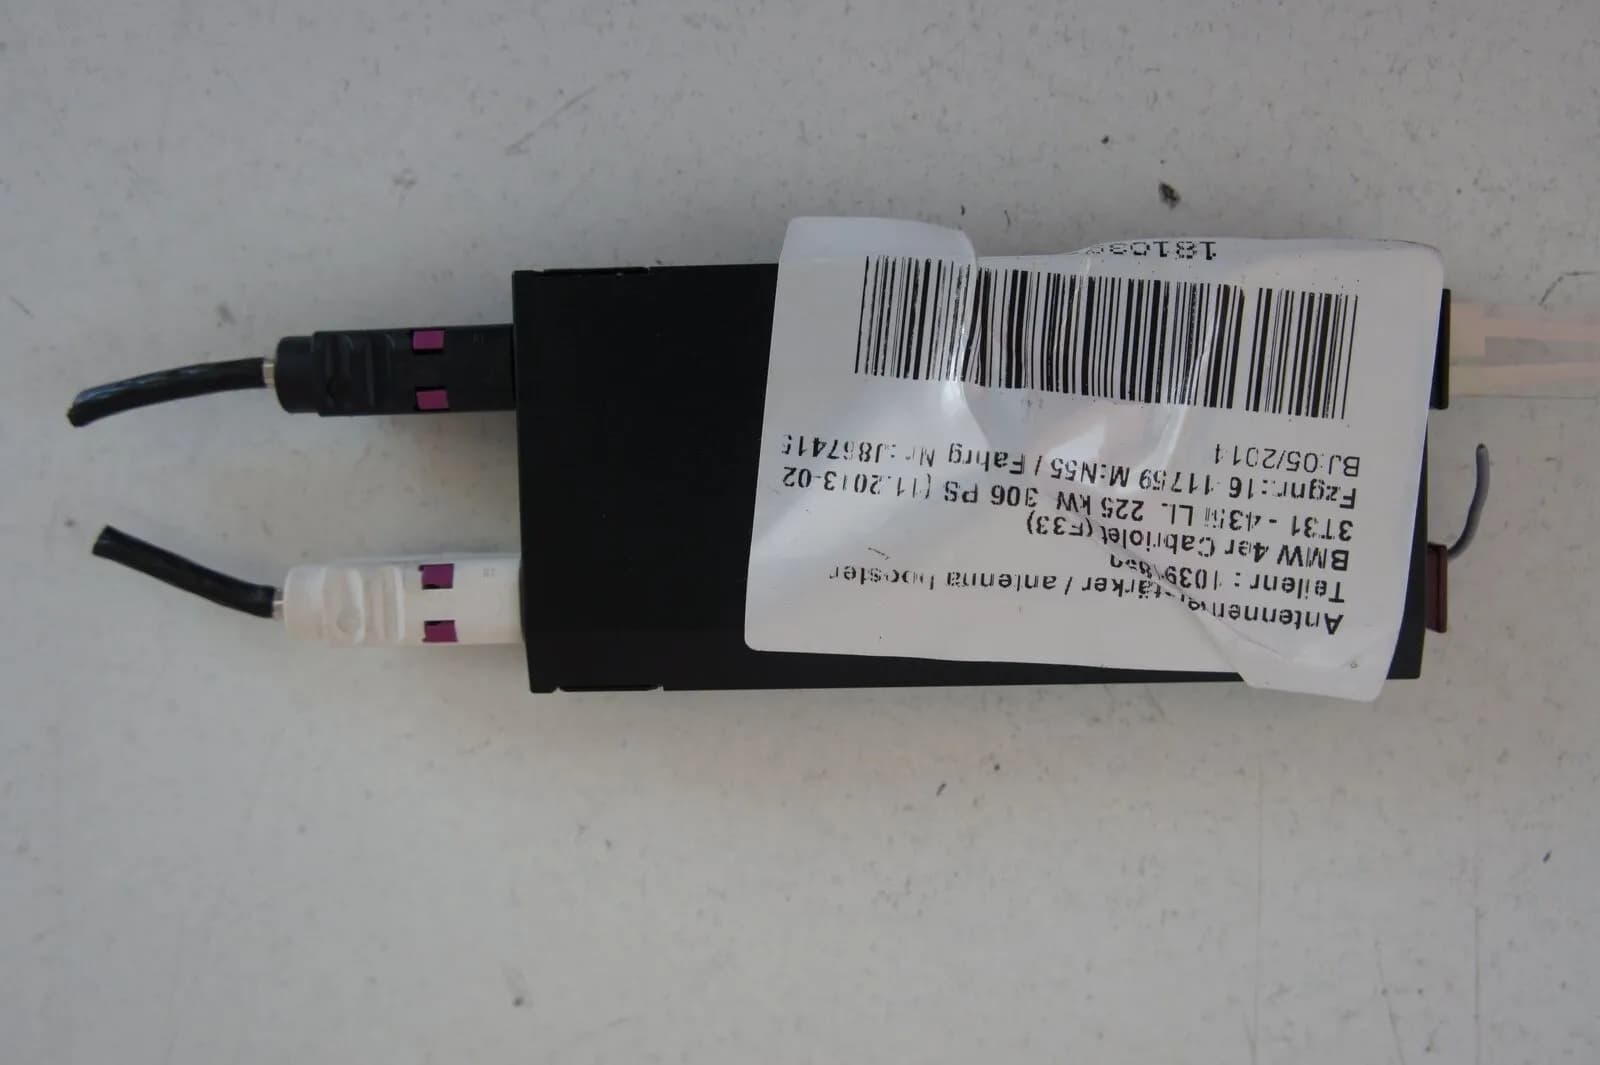 Antennenverstärker / antenna booster
Teilenr.:
BMW 4er Cabriolet (F33)
3T31 - 435i LL 225 kW 306 PS (11.2013-02
Fzgnr.:16-11759 M:N55 / Fahrg Nr.:J867415
BJ:05/2014